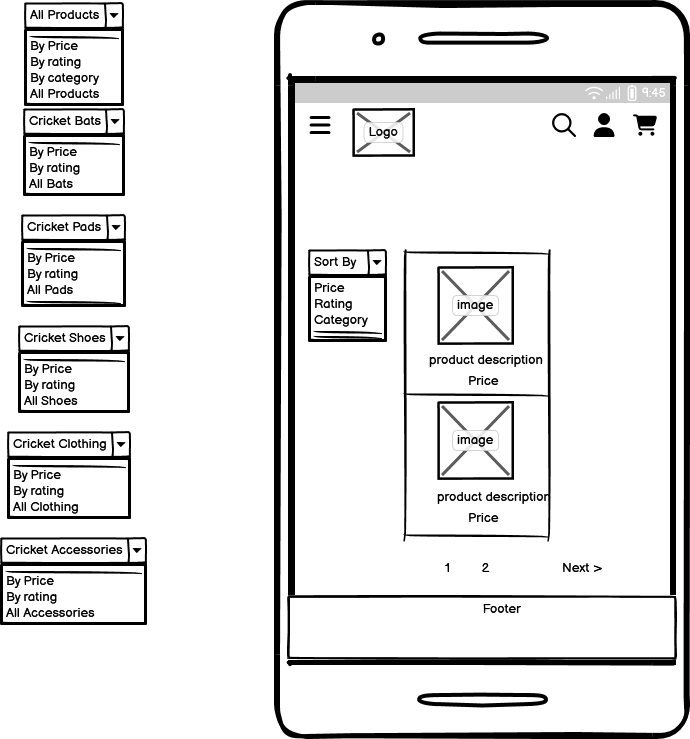 All Products
By Price
By rating
By category
All Products
Cricket Bats
By Price
By rating
All Bats
Cricket Pads
By Price
By rating
All Pads
Cricket Shoes
By Price
By rating
All Shoes
Cricket Clothing
By Price
By rating
All Clothing
Cricket Accessories
By Price
By rating
All Accessories
9:45
Logo
Sort By
Price
Rating
Category
image
product description
Price
image
product description
Price
1 2 Next >
Footer